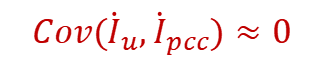 Cov(İ_u, İ_pcc) ≈ 0